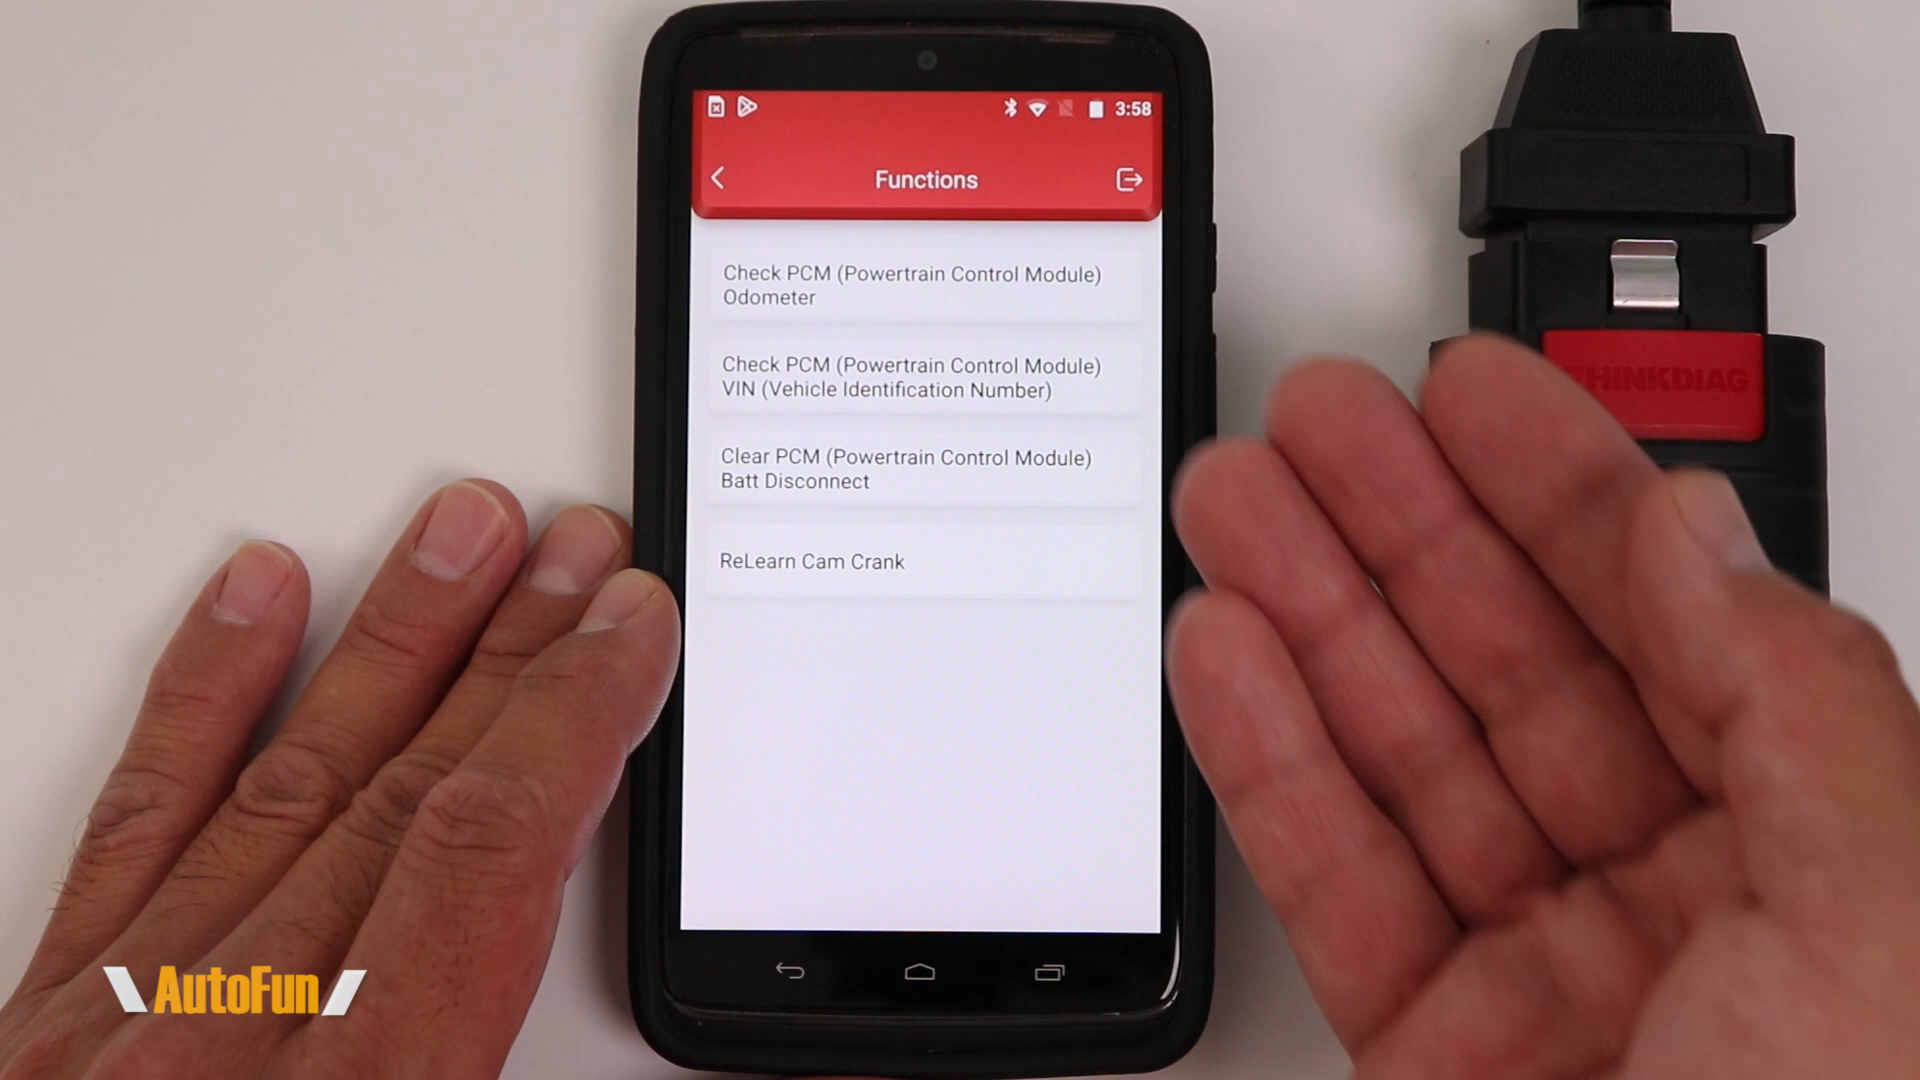 3:58
Functions
Check PCM (Powertrain Control Module)
Odometer
Check PCM (Powertrain Control Module)
VIN (Vehicle Identification Number)
Clear PCM (Powertrain Control Module)
Batt Disconnect
ReLearn Cam Crank
THINKDIAG
AutoFun